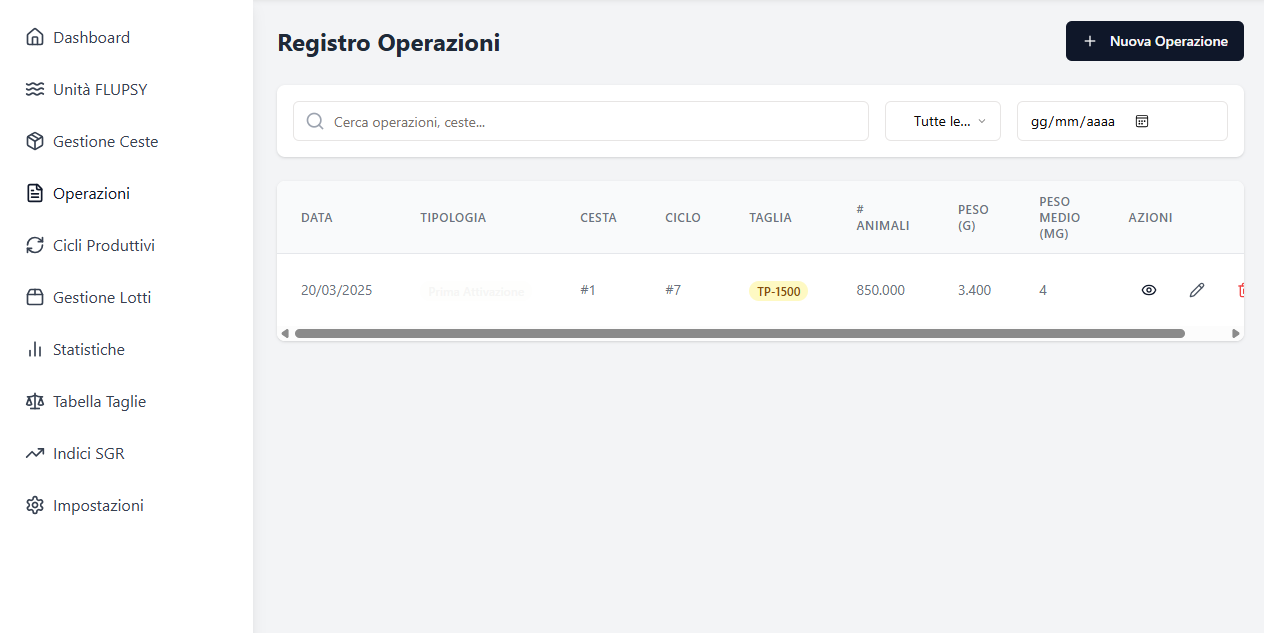 Dashboard
Unità FLUPSY
Gestione Ceste
Operazioni
Cicli Produttivi
Gestione Lotti
Statistiche
Tabella Taglie
Indici SGR
Impostazioni
Registro Operazioni
Nuova Operazione
Cerca operazioni, ceste...
Tutte le...
gg/mm/aaaa
DATA TIPOLOGIA CESTA CICLO TAGLIA # ANIMALI PESO (G) PESO MEDIO (MG) AZIONI
20/03/2025 Prima Attivazione #1 #7 TP-1500 850.000 3.400 4